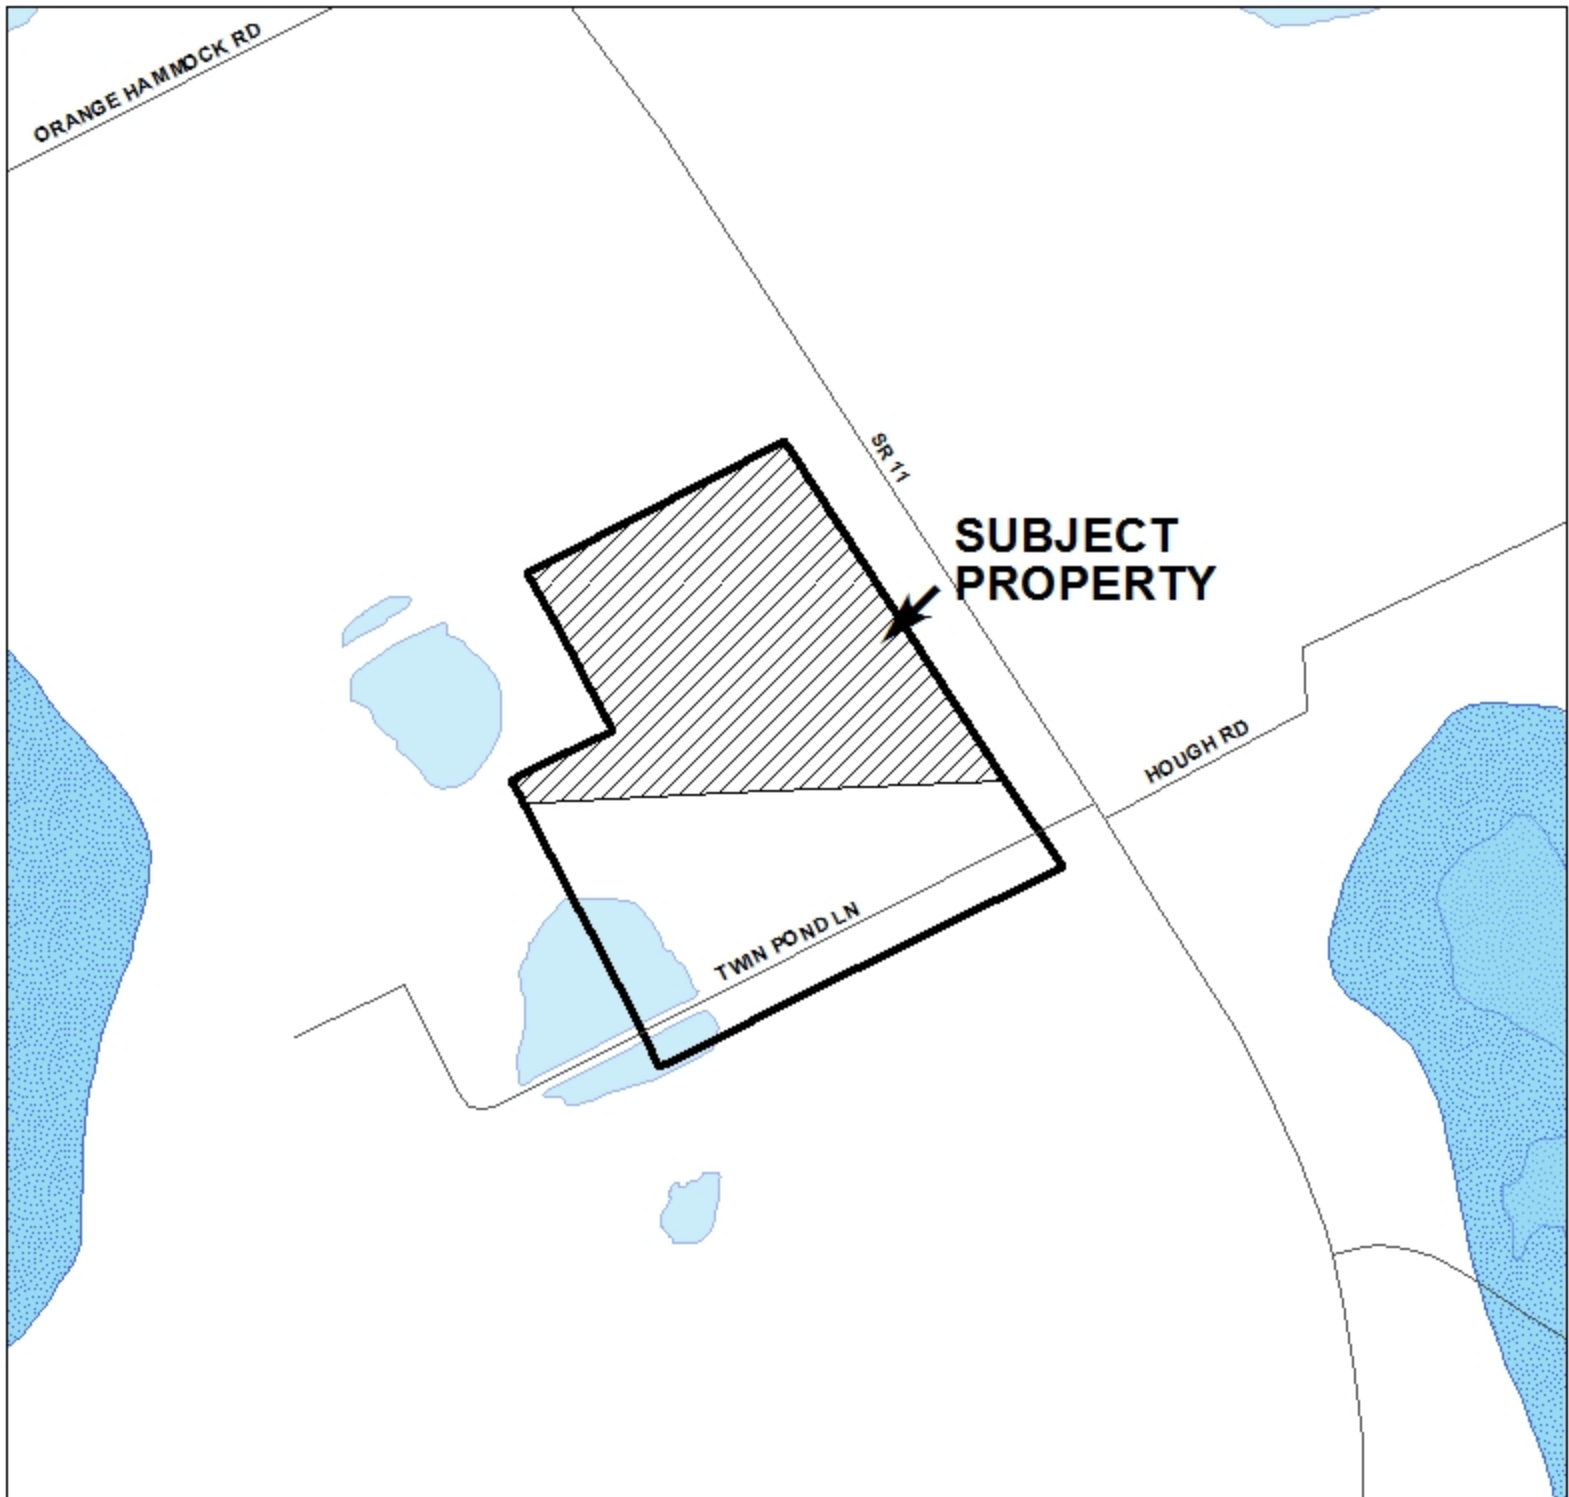 ORANGE HAMMOCK RD
SR 11
SUBJECT
PROPERTY
HOUGH RD
TWIN POND LN